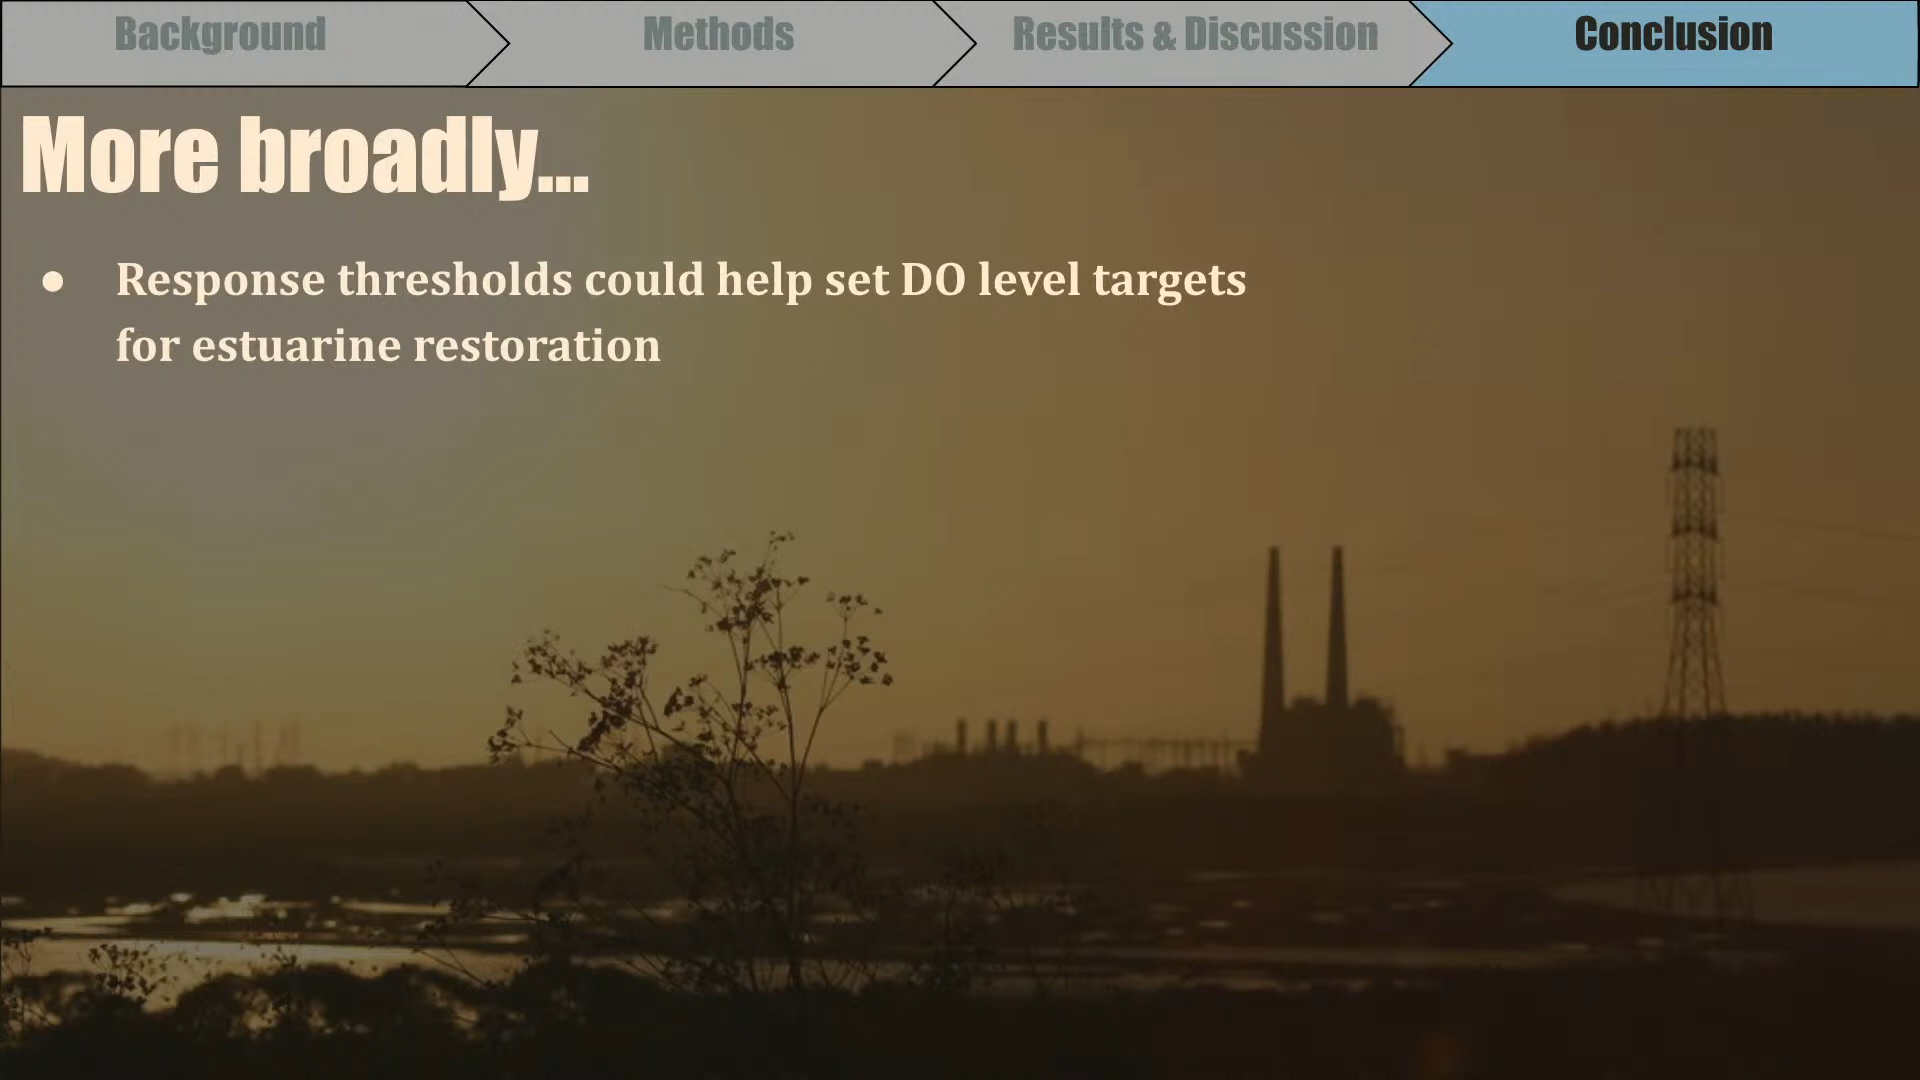 Background
Methods
Results & Discussion
Conclusion
More broadly...
● Response thresholds could help set DO level targets
for estuarine restoration